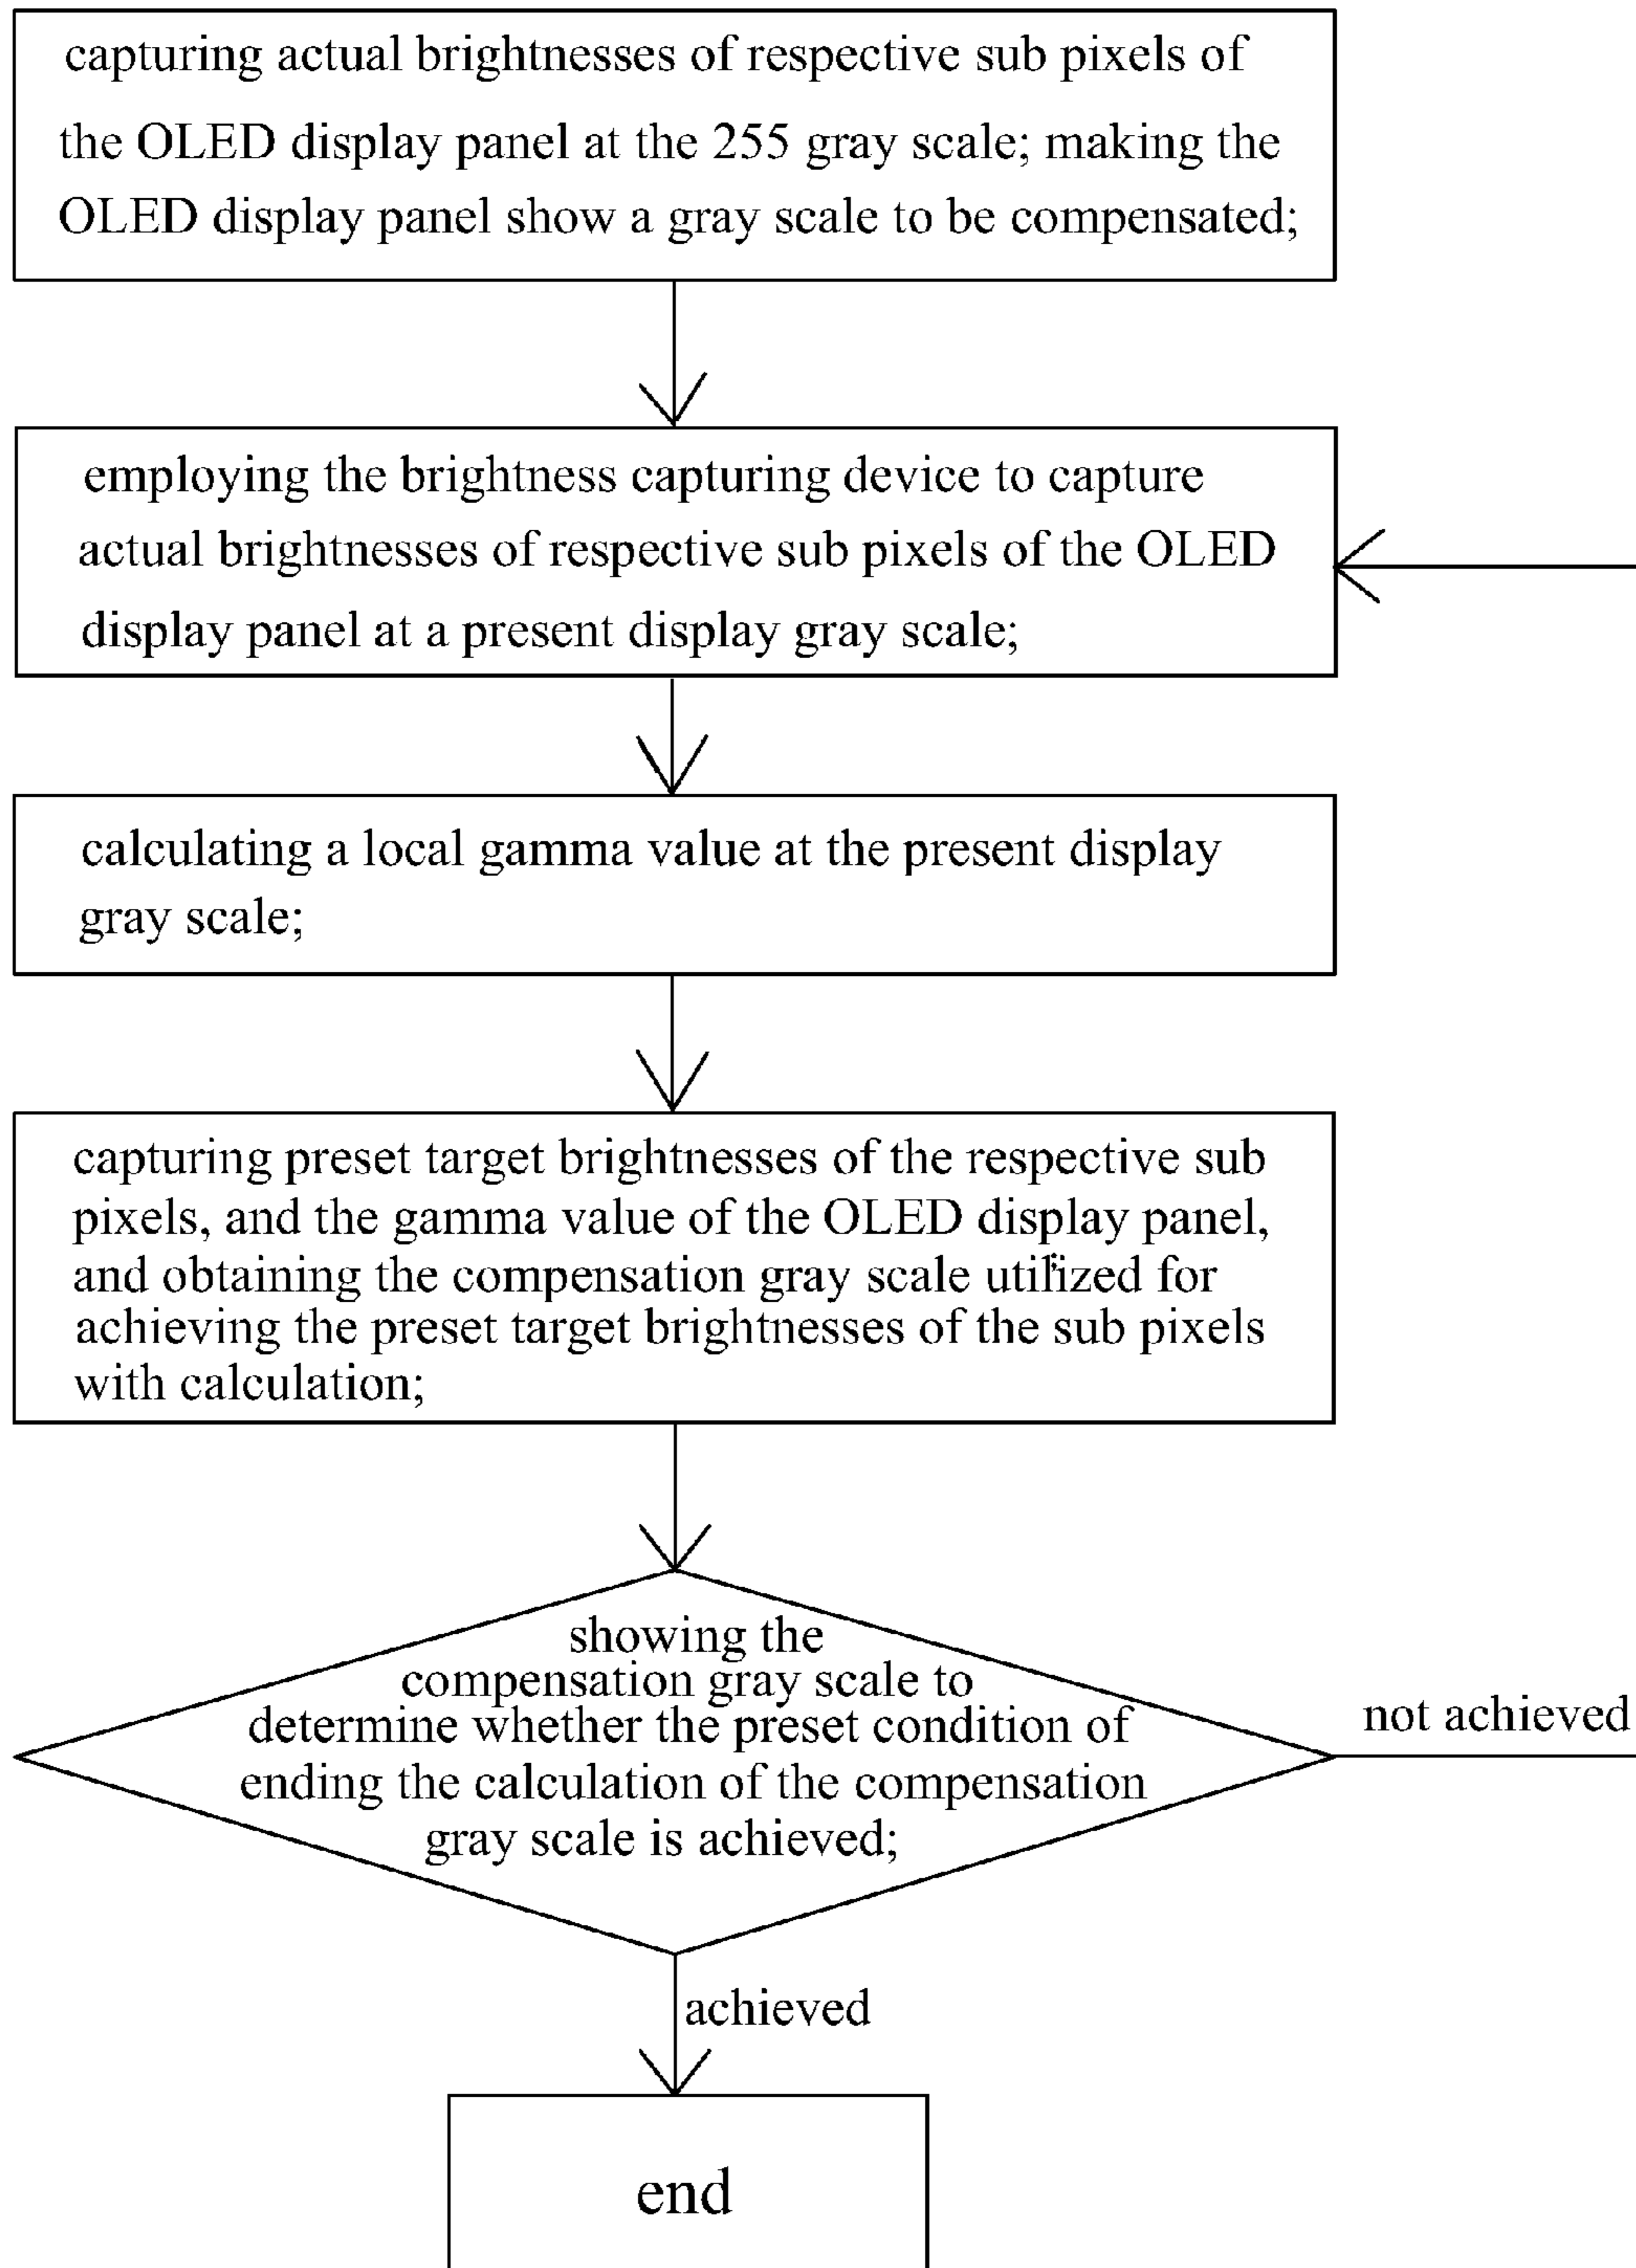 capturing actual brightnesses of respective sub pixels of
the OLED display panel at the 255 gray scale; making the
OLED display panel show a gray scale to be compensated;
employing the brightness capturing device to capture
actual brightnesses of respective sub pixels of the OLED
display panel at a present display gray scale;
calculating a local gamma value at the present display
gray scale;
capturing preset target brightnesses of the respective sub
pixels, and the gamma value of the OLED display panel,
and obtaining the compensation gray scale utilized for
achieving the preset target brightnesses of the sub pixels
with calculation;
showing the
compensation gray scale to
determine whether the preset condition of
ending the calculation of the compensation
gray scale is achieved;
not achieved
achieved
end